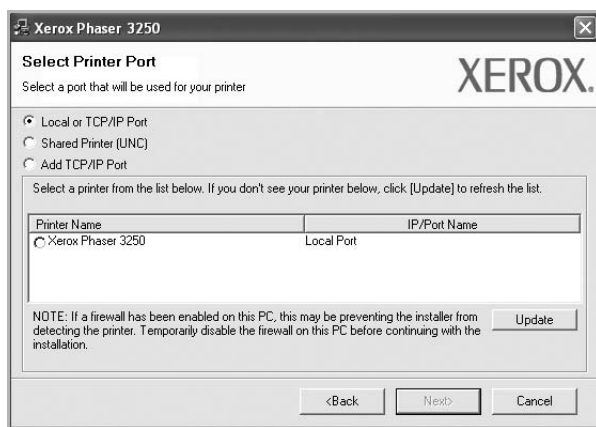 Xerox Phaser 3250
Select Printer Port
Select a port that will be used for your printer
XEROX.
Local or TCP/IP Port
Shared Printer (UNC)
Add TCP/IP Port
Select a printer from the list below. If you don't see your printer below, click [Update] to refresh the list.
Printer Name IP/Port Name
Xerox Phaser 3250 Local Port
NOTE: If a firewall has been enabled on this PC, this may be preventing the installer from
detecting the printer. Temporarily disable the firewall on this PC before continuing with the
installation.
Update
<Back Next> Cancel